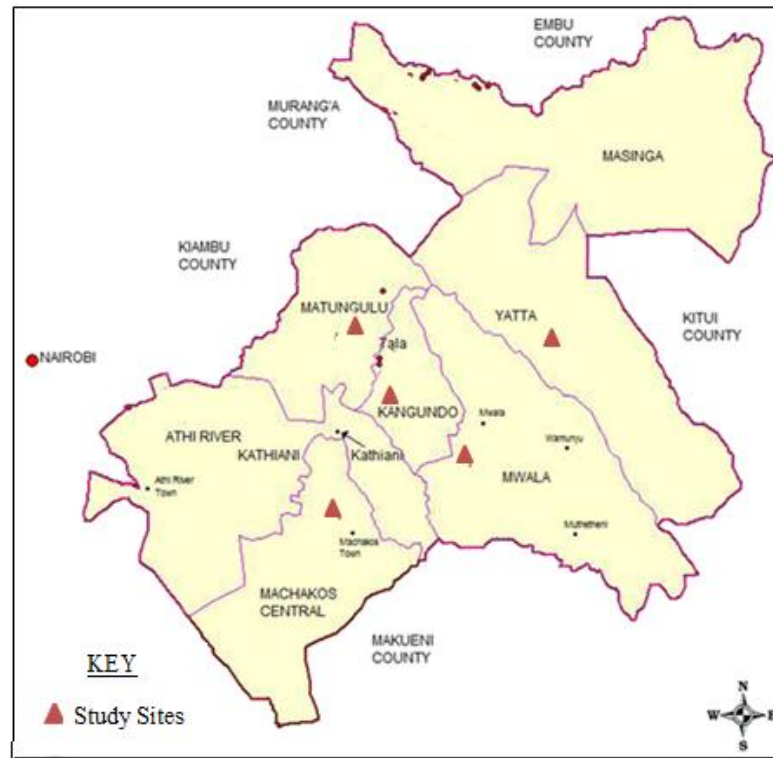 EMBU
COUNTY
MURANG'A
COUNTY
MASINGA
KIAMBU
COUNTY
MATUNGULU
YATTA
KITUI
COUNTY
NAIROBI
Tala
KANGUNDO
Mwala
ATHI RIVER
KATHIANI
Kathiani
Wamunyu
MWALA
Athi River
Town
Muthetheni
Machakos
Town
MACHAKOS
CENTRAL
MAKUENI
COUNTY
KEY
Study Sites
N
W
E
S